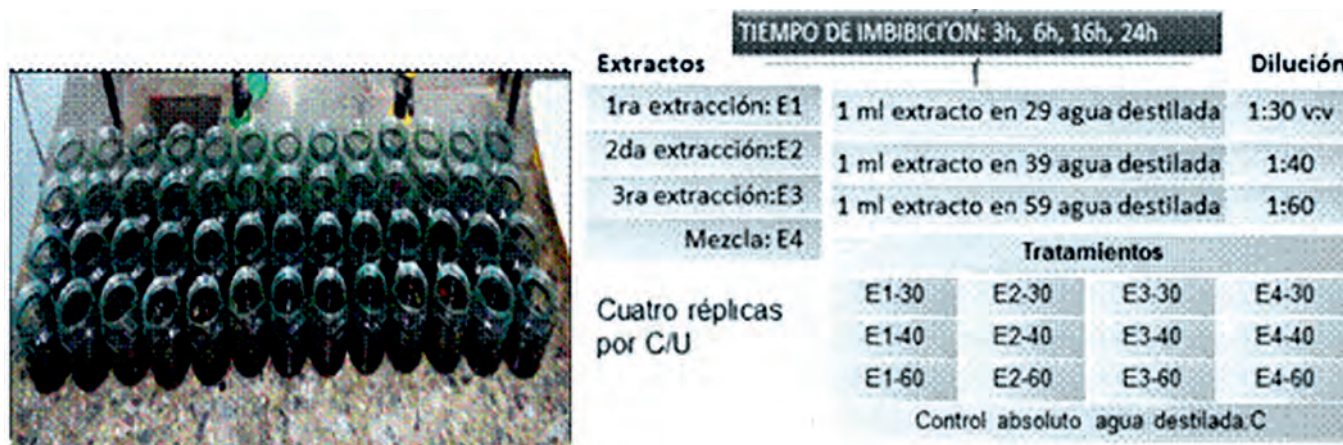 TIEMPO DE IMBIBICIÓN: 3h, 6h, 16h, 24h
Extractos
Dilución
1ra extracción: E1
1 ml extracto en 29 agua destilada
1:30 v:v
2da extracción:E2
1 ml extracto en 39 agua destilada
1:40
3ra extracción:E3
1 ml extracto en 59 agua destilada
1:60
Mezcla: E4
Tratamientos
E1-30 E2-30 E3-30 E4-30
E1-40 E2-40 E3-40 E4-40
E1-60 E2-60 E3-60 E4-60
Cuatro réplicas
por C/U
Control absoluto agua destilada.C